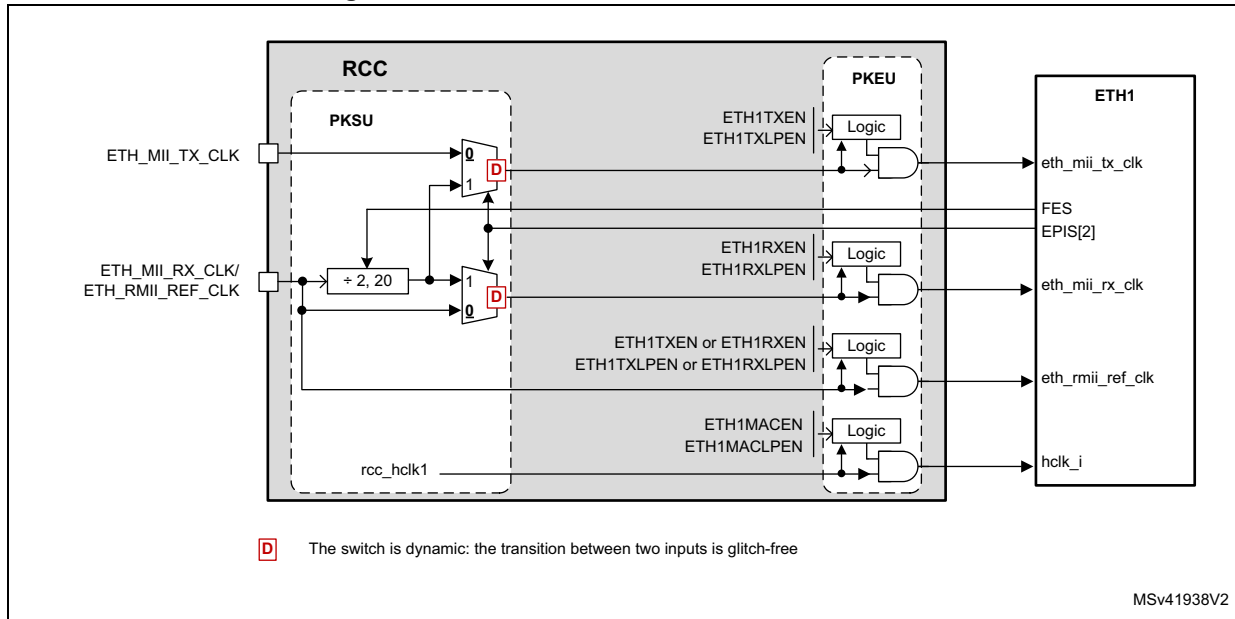 RCC
PKSU
PKEU
ETH1
ETH_MII_TX_CLK
0
D
1
ETH1TXEN
ETH1TXLPEN
Logic
eth_mii_tx_clk
FES
EPIS[2]
ETH_MII_RX_CLK/
ETH_RMII_REF_CLK
÷ 2, 20
1
D
0
ETH1RXEN
ETH1RXLPEN
Logic
eth_mii_rx_clk
ETH1TXEN or ETH1RXEN
ETH1TXLPEN or ETH1RXLPEN
Logic
eth_rmii_ref_clk
ETH1MACEN
ETH1MACLPEN
Logic
rcc_hclk1
hclk_i
D The switch is dynamic: the transition between two inputs is glitch-free
MSv41938V2